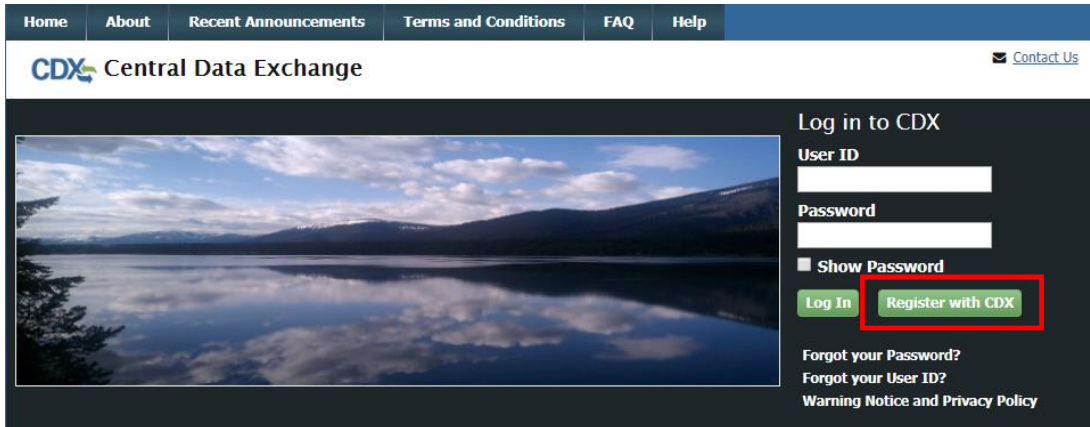 Home About Recent Announcements Terms and Conditions FAQ Help
CDX Central Data Exchange
Contact Us
Log in to CDX
User ID
Password
Show Password
Log In Register with CDX
Forgot your Password?
Forgot your User ID?
Warning Notice and Privacy Policy